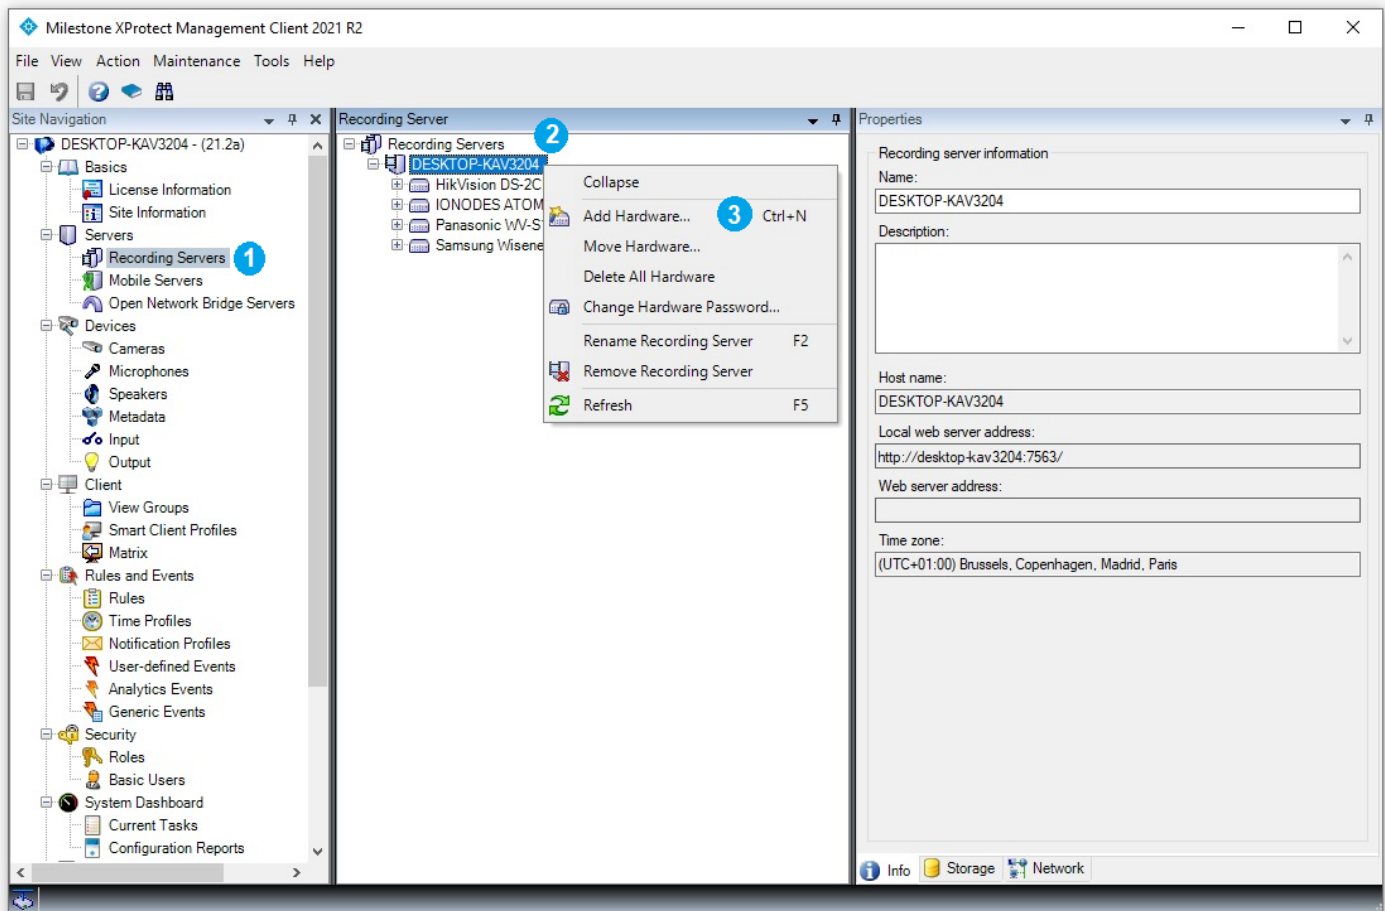 Milestone XProtect Management Client 2021 R2
File View Action Maintenance Tools Help
Site Navigation
DESKTOP-KAV3204 - (21.2a)
Basics
License Information
Site Information
Servers
Recording Servers 1
Mobile Servers
Open Network Bridge Servers
Devices
Cameras
Microphones
Speakers
Metadata
Input
Output
Client
View Groups
Smart Client Profiles
Matrix
Rules and Events
Rules
Time Profiles
Notification Profiles
User-defined Events
Analytics Events
Generic Events
Security
Roles
Basic Users
System Dashboard
Current Tasks
Configuration Reports
Recording Server
2
Recording Servers
DESKTOP-KAV3204
HikVision DS-2C
IONODES ATOM
Panasonic WV-S
Samsung Wisene
Collapse
Add Hardware... 3 Ctrl+N
Move Hardware...
Delete All Hardware
Change Hardware Password...
Rename Recording Server F2
Remove Recording Server
Refresh F5
Properties
Recording server information
Name:
DESKTOP-KAV3204
Description:
Host name:
DESKTOP-KAV3204
Local web server address:
http://desktop-kav3204:7563/
Web server address:
Time zone:
(UTC+01:00) Brussels, Copenhagen, Madrid, Paris
Info Storage Network